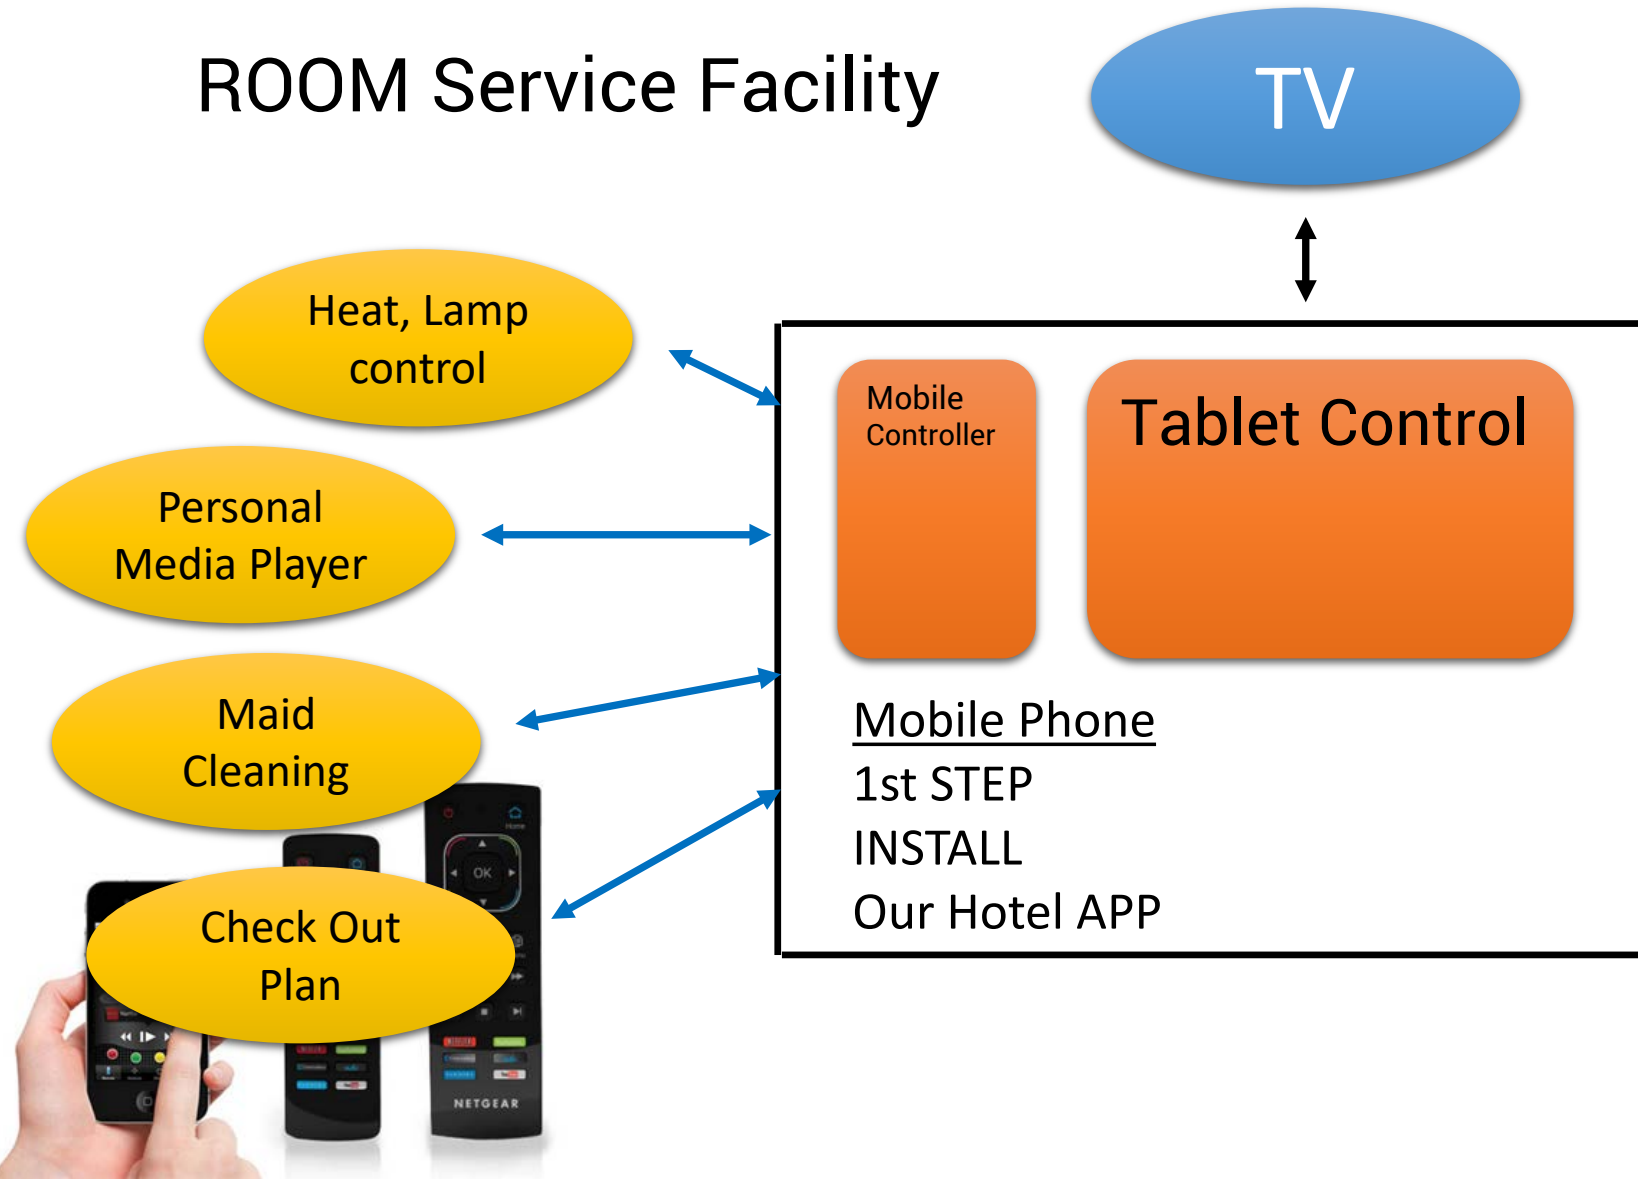 ROOM Service Facility
TV
Heat, Lamp
control
Mobile
Controller
Tablet Control
Personal
Media Player
Maid
Cleaning
Mobile Phone
1st STEP
INSTALL
Our Hotel APP
Home
OK
Check Out
Plan
NETGEAR